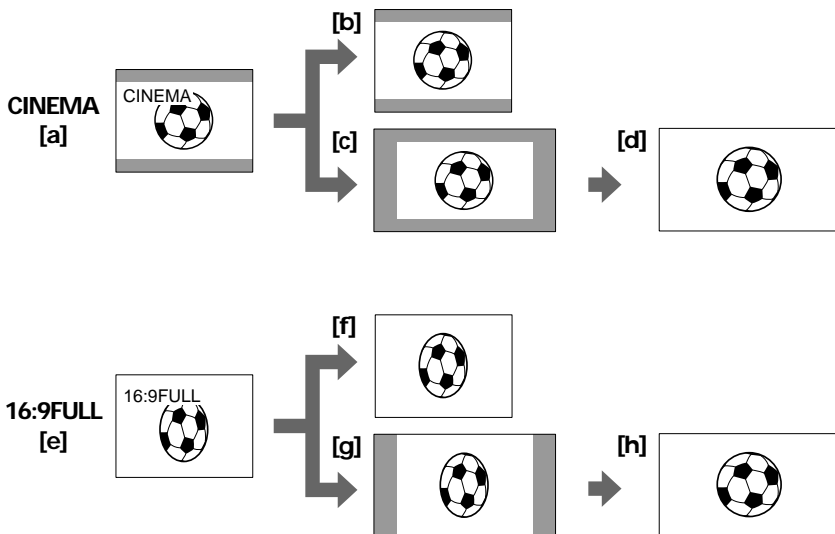 [b]
CINEMA
CINEMA
[a]
[c]
[d]
[f]
16:9FULL
16:9FULL
[e]
[g]
[h]